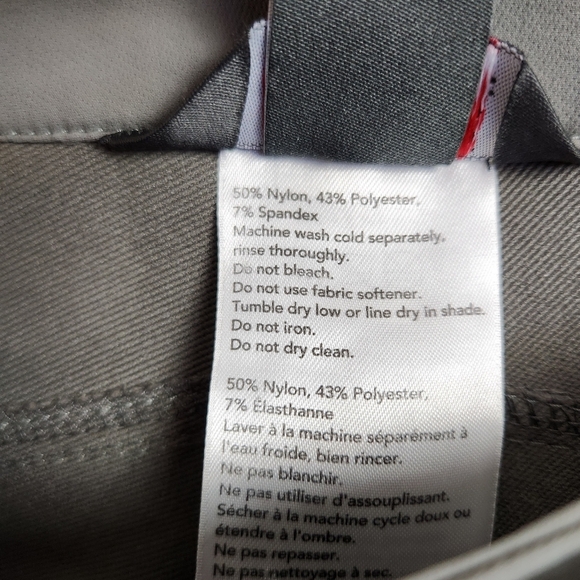 50% Nylon, 43% Polyester,
7% Spandex
Machine wash cold separately,
rinse thoroughly.
Do not bleach.
Do not use fabric softener.
Tumble dry low or line dry in shade.
Do not iron.
Do not dry clean.
50% Nylon, 43% Polyester,
7% Élasthanne
Laver à la machine séparément à
l'eau froide, bien rincer.
Ne pas blanchir.
Ne pas utiliser d'assouplissant.
Sécher à la machine cycle doux ou
étendre à l'ombre.
Ne pas repasser.
Ne pas nettoyage à sec.